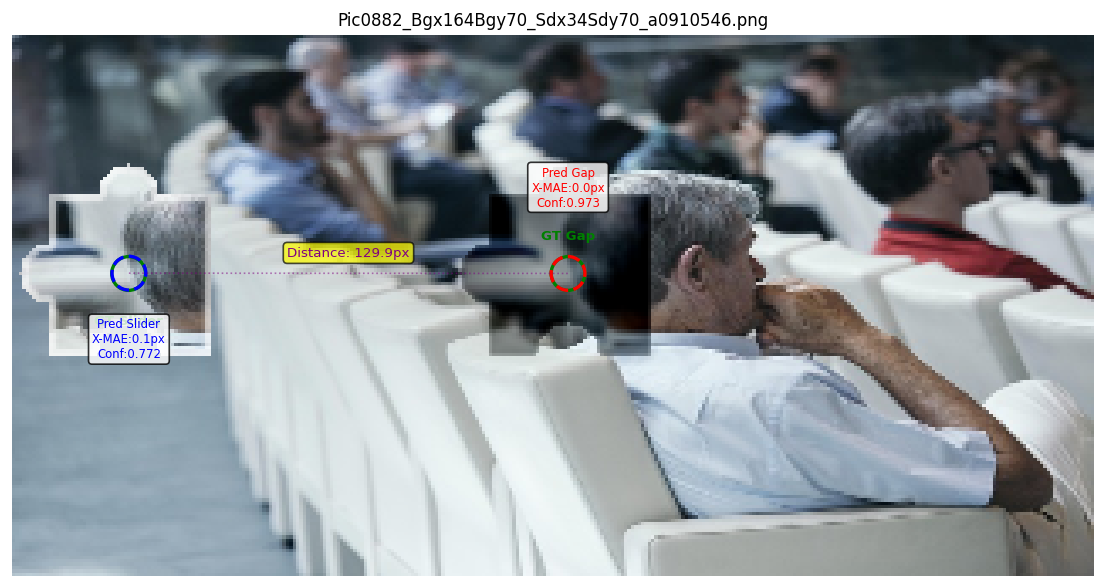 Pic0882_Bgx164Bgy70_Sdx34Sdy70_a0910546.png
Pred Gap
X-MAE:0.0px
Conf:0.973
GT Gap
Distance: 129.9px
Pred Slider
X-MAE:0.1px
Conf:0.772